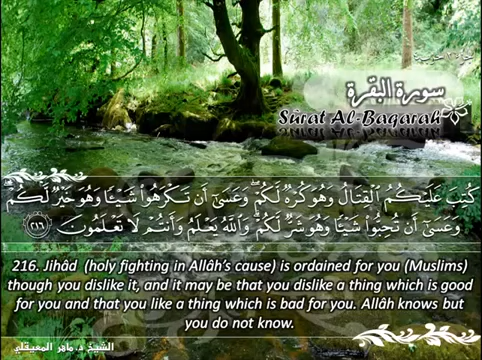 سورة البقرة
Sûrat Al-Baqarah
كُتِبَ عَلَيْكُمُ ٱلْقِتَالُ وَهُوَ كُرْهٌ لَّكُمْ ۖ وَعَسَىٰٓ أَن تَكْرَهُوا۟ شَيْـًٔا وَهُوَ خَيْرٌ لَّكُمْ ۖ
وَعَسَىٰٓ أَن تُحِبُّوا۟ شَيْـًٔا وَهُوَ شَرٌّ لَّكُمْ ۗ وَٱللَّهُ يَعْلَمُ وَأَنتُمْ لَا تَعْلَمُونَ ﴿٢١٦﴾
216. Jihâd (holy fighting in Allâh's cause) is ordained for you (Muslims)
though you dislike it, and it may be that you dislike a thing which is good
for you and that you like a thing which is bad for you. Allâh knows but
you do not know.
الشيخ د. ماهر المعيقلي